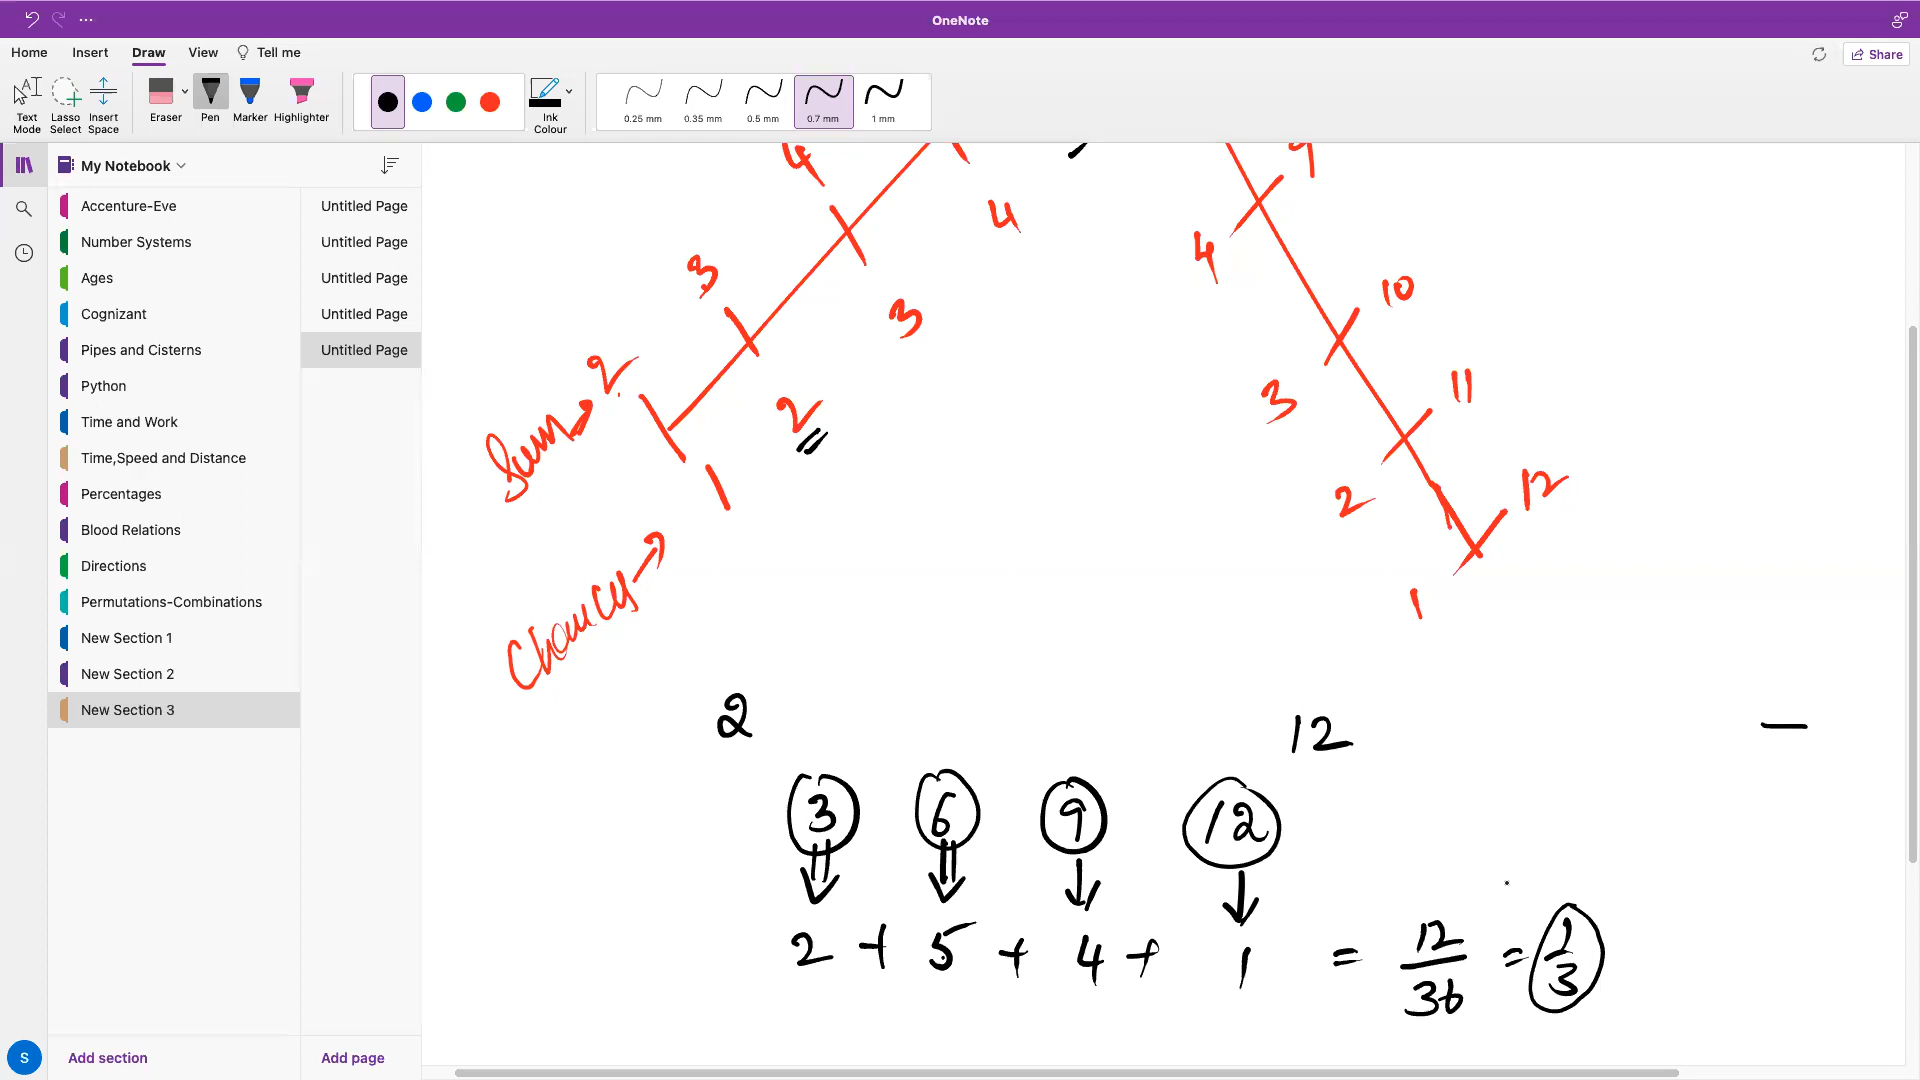 OneNote
Home Insert Draw View Tell me
Share
Text Mode
Lasso Select
Insert Space
Eraser
Pen
Marker
Highlighter
Ink Colour
0.25 mm
0.35 mm
0.5 mm
0.7 mm
1 mm
My Notebook
Accenture-Eve
Number Systems
Ages
Cognizant
Pipes and Cisterns
Python
Time and Work
Time,Speed and Distance
Percentages
Blood Relations
Directions
Permutations-Combinations
New Section 1
New Section 2
New Section 3
Untitled Page
Untitled Page
Untitled Page
Untitled Page
Untitled Page
S
Add section
Add page
4 9
4 4
3 10
3
Sum → 2 3 11
2
1 2 12
Chances → 1
2 12 —
3 6 9 12
2 + 5 + 4 + 1 = 12/36 = 1/3